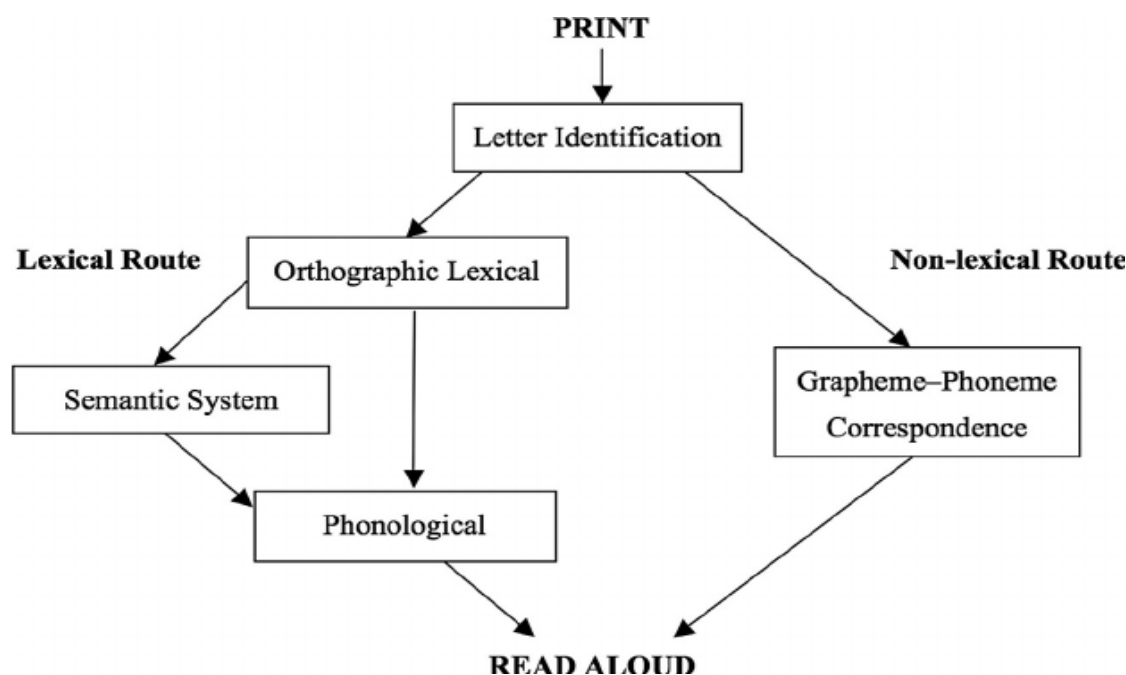 PRINT
Letter Identification
Lexical Route
Orthographic Lexical
Non-lexical Route
Semantic System
Grapheme–Phoneme
Correspondence
Phonological
READ ALOUD